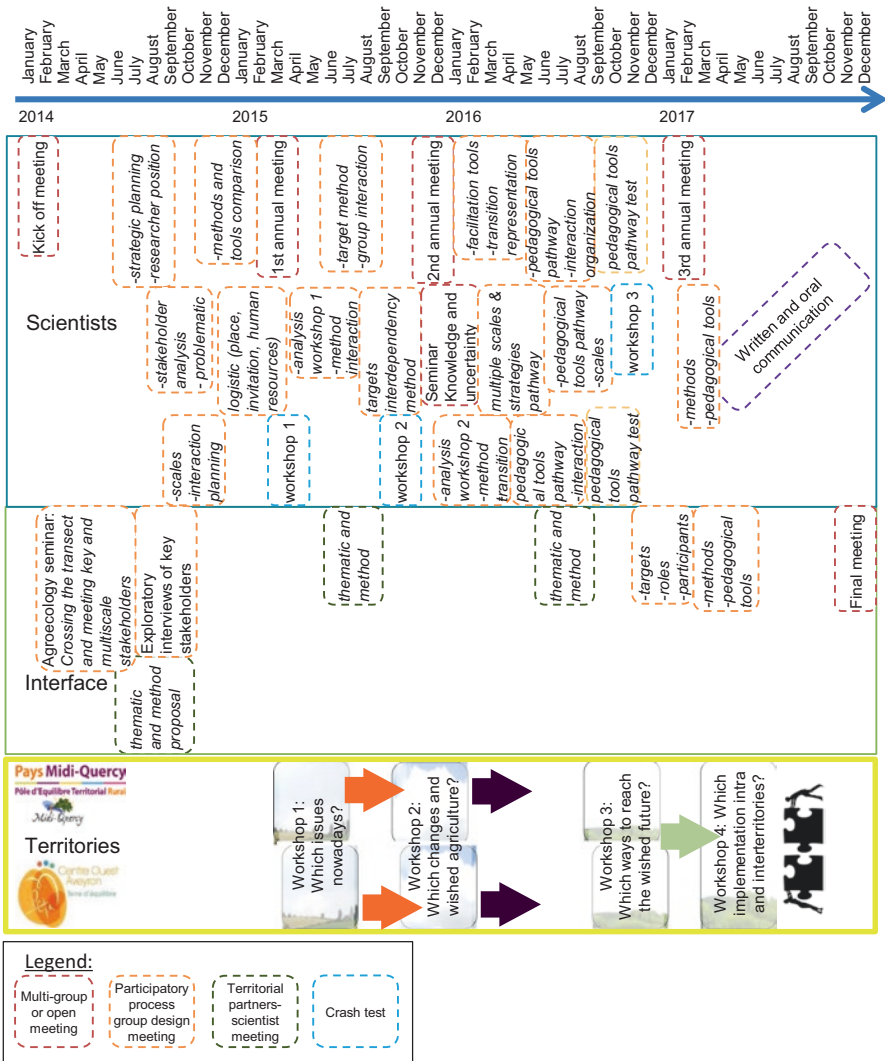 January
February
March
April
May
June
July
August
September
October
November
December
January
February
March
April
May
June
July
August
September
October
November
December
January
February
March
April
May
June
July
August
September
October
November
December
January
February
March
April
May
June
July
August
September
October
November
December
2014
2015
2016
2017
Scientists
Kick off meeting
-strategic planning
-researcher position
-methods and
tools comparison
1st annual meeting
-target method
-group interaction
2nd annual meeting
-facilitation tools
-transition
representation
-pedagogical tools
pathway
-interaction
organization
pedagogical tools
pathway test
3rd annual meeting
-stakeholder
analysis
- problematic
logistic (place,
invitation, human
resources)
-analysis
workshop 1
-method
interaction
targets
interdependency
method
Seminar
Knowledge and
uncertainty
multiple scales &
strategies
pathway
-pedagogical
tools pathway
-scales
workshop 3
-methods
-pedagogical tools
Written and oral
communication
-scales
-interaction
planning
workshop 1
workshop 2
-analysis
workshop 2
-method
transition
pedagogic
al tools
pathway
-interaction
pedagogical
tools
pathway test
Interface
Agroecology seminar:
Crossing the transect
and meeting key and
multiscale
stakeholders
Exploratory
interviews of key
stakeholders
thematic
and method
proposal
thematic and
method
thematic and
method
-targets
-roles
-participants
-methods
-pedagogical
tools
Final meeting
Pays Midi-Quercy
Pôle d'Equilibre Territorial Rural
Midi-Quercy
Territories
Centre Ouest
Aveyron
Terre d'équilibre
Workshop 1:
Which issues
nowadays?
Workshop 2:
Which changes and
wished agriculture?
Workshop 3:
Which ways to reach
the wished future?
Workshop 4: Which
implementation intra
and interterritories?
Legend:
Multi-group
or open
meeting
Participatory
process
group design
meeting
Territorial
partners-
scientist
meeting
Crash test